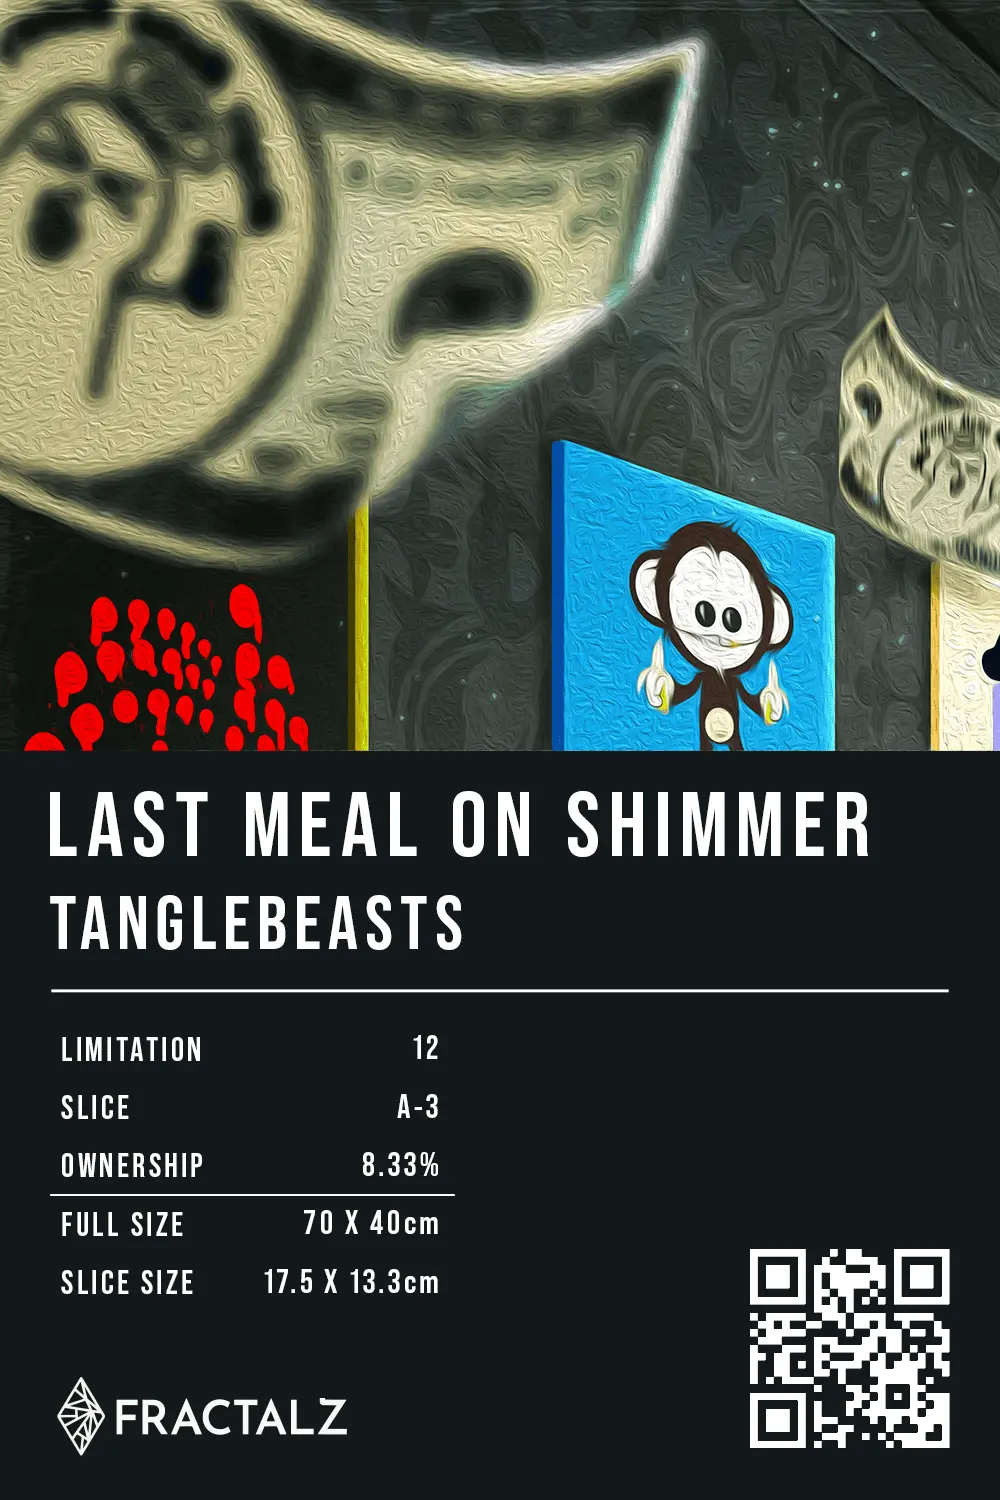 LAST MEAL ON SHIMMER
TANGLEBEASTS
LIMITATION 12
SLICE A-3
OWNERSHIP 8.33%
FULL SIZE 70 X 40cm
SLICE SIZE 17.5 X 13.3cm
FRACTALZ